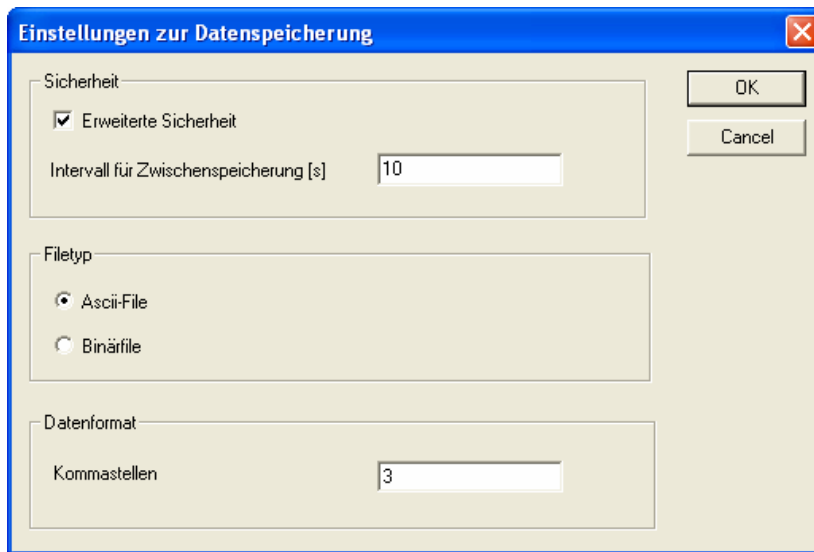 Einstellungen zur Datenspeicherung
Sicherheit
Erweiterte Sicherheit
Intervall für Zwischenspeicherung [s] 10
OK
Cancel
Filetyp
Ascii-File
Binärfile
Datenformat
Kommastellen 3